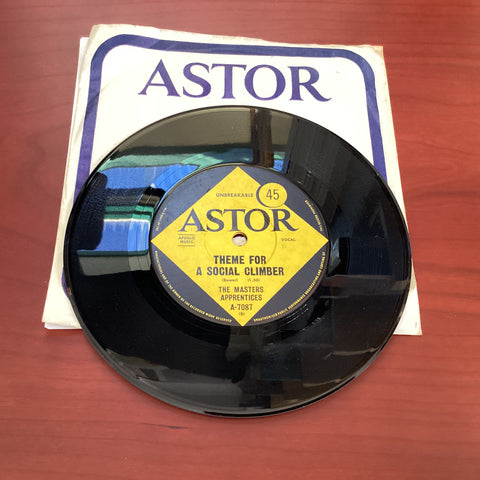 ASTOR
UNBREAKABLE
45
ASTOR
APOLLO
MUSIC.
VOCAL
THEME FOR
A SOCIAL CLIMBER
THE MASTERS
APPRENTICES
A-7087